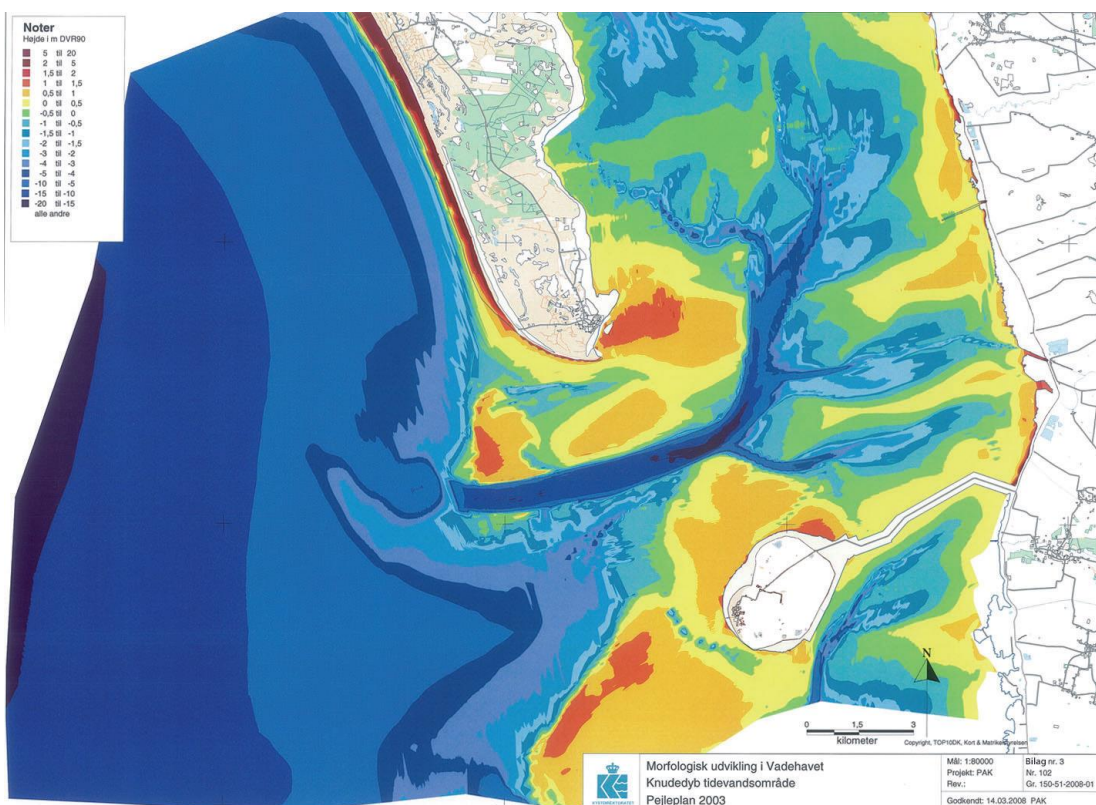 Noter
Højde i m DVR90
5 til 20
2 til 5
1,5 til 2
1 til 1,5
0,5 til 1
0 til 0,5
-0,5 til 0
-1 til -0,5
-1,5 til -1
-2 til -1,5
-3 til -2
-4 til -3
-5 til -4
-10 til -5
-15 til -10
-20 til -15
alle andre
N
0 1,5 3
kilometer
Copyright, TOP10DK, Kort & Matrikelstyrelsen
KYSTDIREKTORATET
Morfologisk udvikling i Vadehavet
Knudedyb tidevandsområde
Pejleplan 2003
Mål: 1:80000
Projekt: PAK
Rev.:
Godkendt: 14.03.2008 PAK
Bilag nr. 3
Nr. 102
Gr. 150-51-2008-01